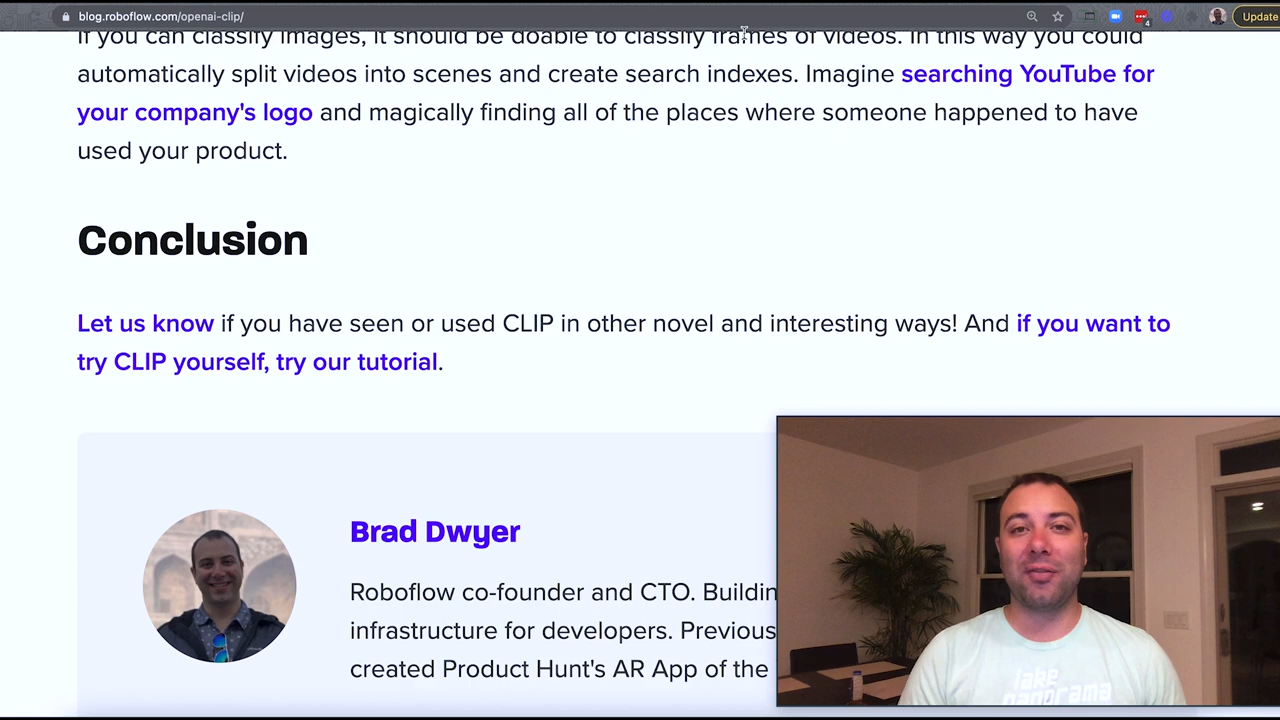 blog.roboflow.com/openai-clip/
4
Update
If you can classify images, it should be doable to classify frames of videos. In this way you could
automatically split videos into scenes and create search indexes. Imagine searching YouTube for
your company's logo and magically finding all of the places where someone happened to have
used your product.
Conclusion
Let us know if you have seen or used CLIP in other novel and interesting ways! And if you want to
try CLIP yourself, try our tutorial.
Brad Dwyer
Roboflow co-founder and CTO. Buildin
infrastructure for developers. Previous
created Product Hunt's AR App of the
lake
panorama